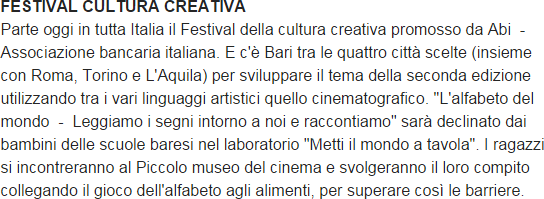 FESTIVAL CULTURA CREATIVA
Parte oggi in tutta Italia il Festival della cultura creativa promosso da Abi  -
Associazione bancaria italiana. E c'è Bari tra le quattro città scelte (insieme
con Roma, Torino e L'Aquila) per sviluppare il tema della seconda edizione
utilizzando tra i vari linguaggi artistici quello cinematografico. "L'alfabeto del
mondo  -  Leggiamo i segni intorno a noi e raccontiamo" sarà declinato dai
bambini delle scuole baresi nel laboratorio "Metti il mondo a tavola". I ragazzi
si incontreranno al Piccolo museo del cinema e svolgeranno il loro compito
collegando il gioco dell'alfabeto agli alimenti, per superare così le barriere.